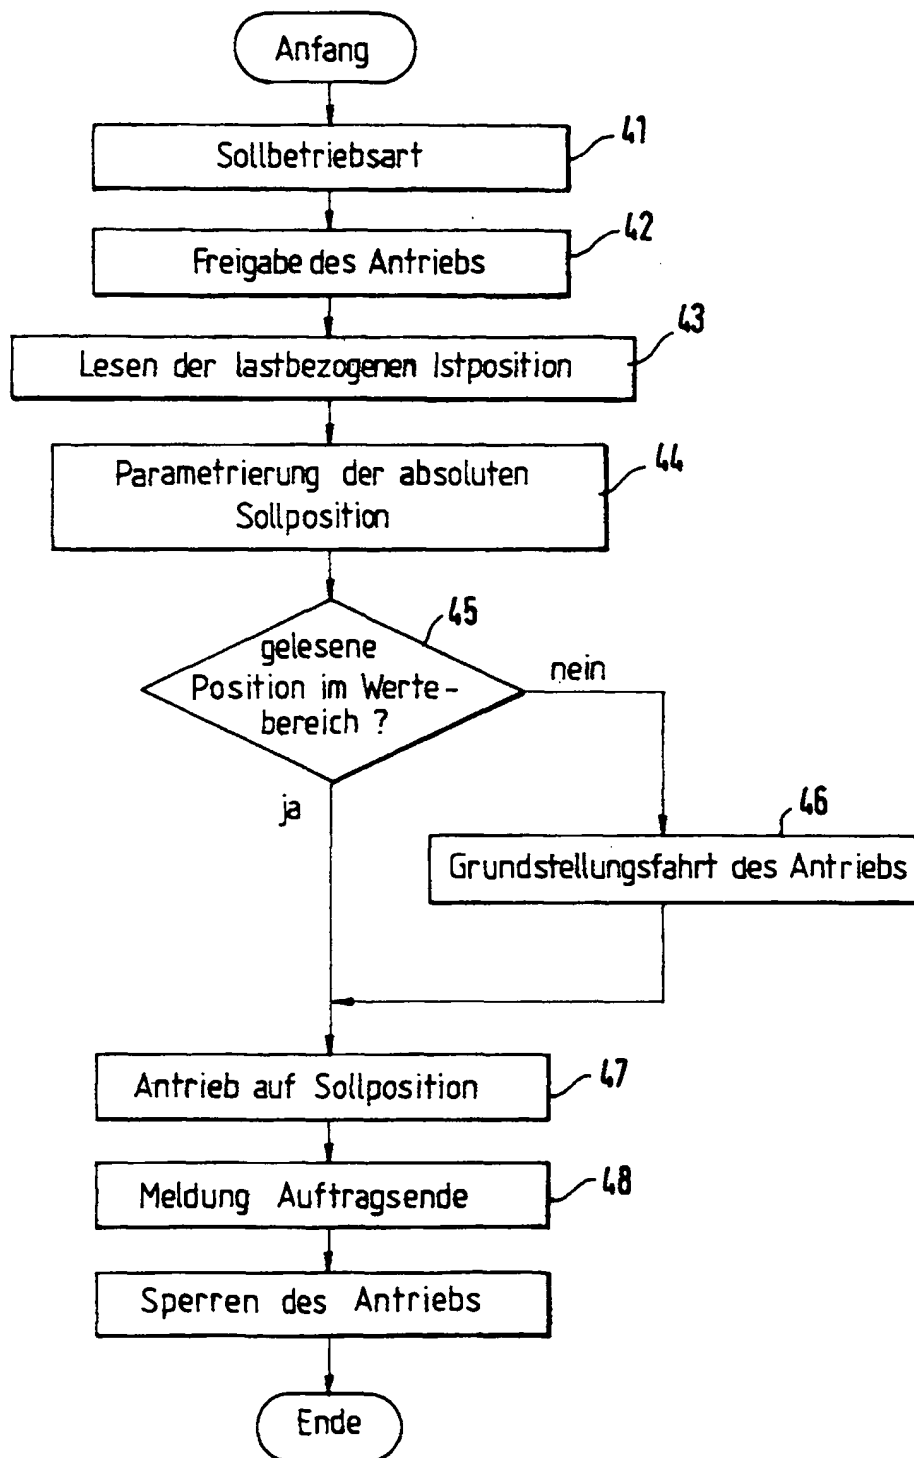 Anfang
Sollbetriebsart
41
Freigabe des Antriebs
42
Lesen der lastbezogenen Istposition
43
Parametrierung der absoluten
Sollposition
44
gelesene
Position im Werte-
bereich ?
45
nein
ja
46
Grundstellungsfahrt des Antriebs
Antrieb auf Sollposition
47
Meldung Auftragsende
48
Sperren des Antriebs
Ende